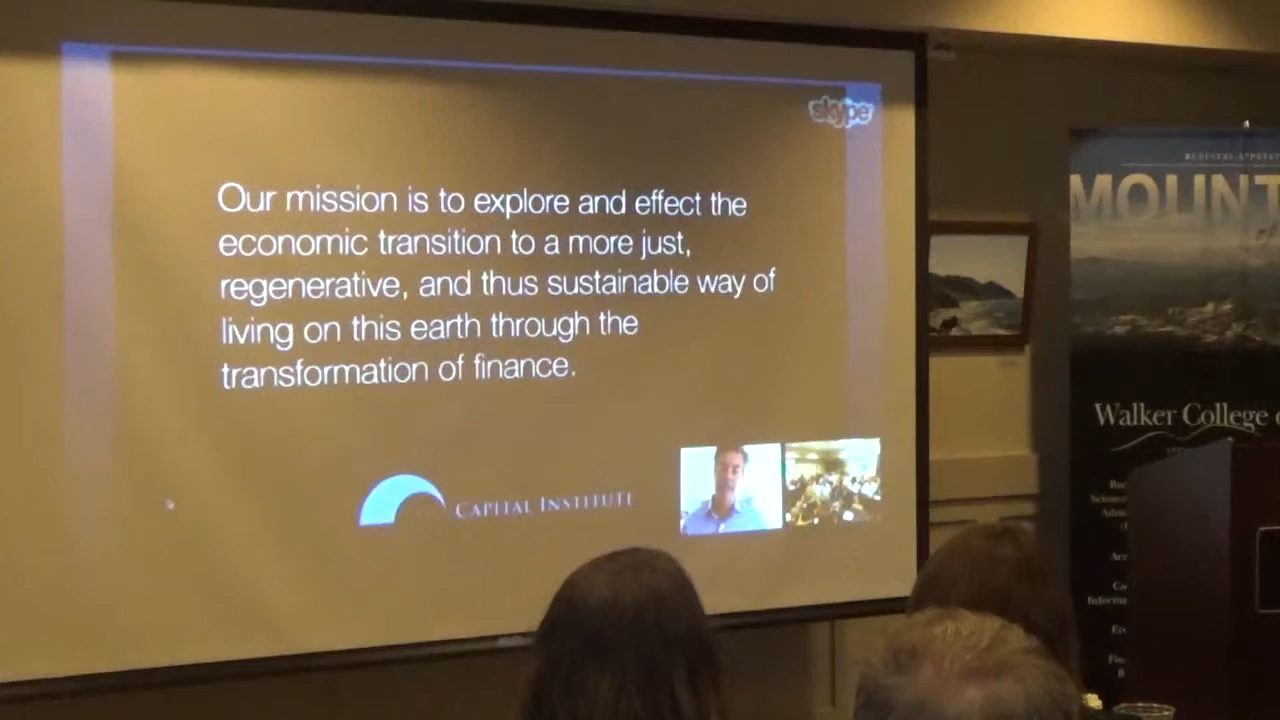 skype
Our mission is to explore and effect the
economic transition to a more just,
regenerative, and thus sustainable way of
living on this earth through the
transformation of finance.
CAPITAL INSTITUTE
MOUNT
Walker College